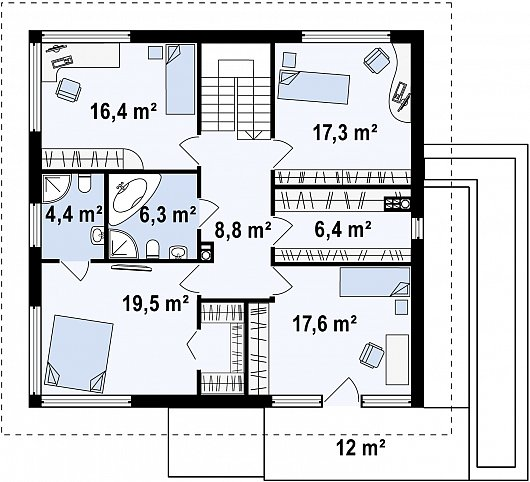 16,4 m²
17,3 m²
4,4 m²
6,3 m²
8,8 m²
6,4 m²
19,5 m²
17,6 m²
12 m²